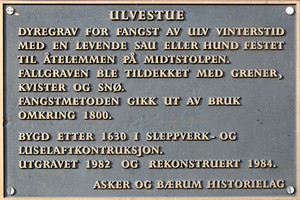 ULVESTUE
DYREGRAV FOR FANGST AV ULV VINTERSTID
MED EN LEVENDE SAU ELLER HUND FESTET
TIL ÅTELEMMEN PÅ MIDTSTOLPEN.
FALLGRAVEN BLE TILDEKKET MED GRENER,
KVISTER OG SNØ.
FANGSTMETODEN GIKK UT AV BRUK
OMKRING 1800.
BYGD ETTER 1630 I SLEPPVERK- OG
LUSELAFTKONTRUKSJON.
UTGRAVET 1982 OG REKONSTRUERT 1984.
ASKER OG BÆRUM HISTORIELAG